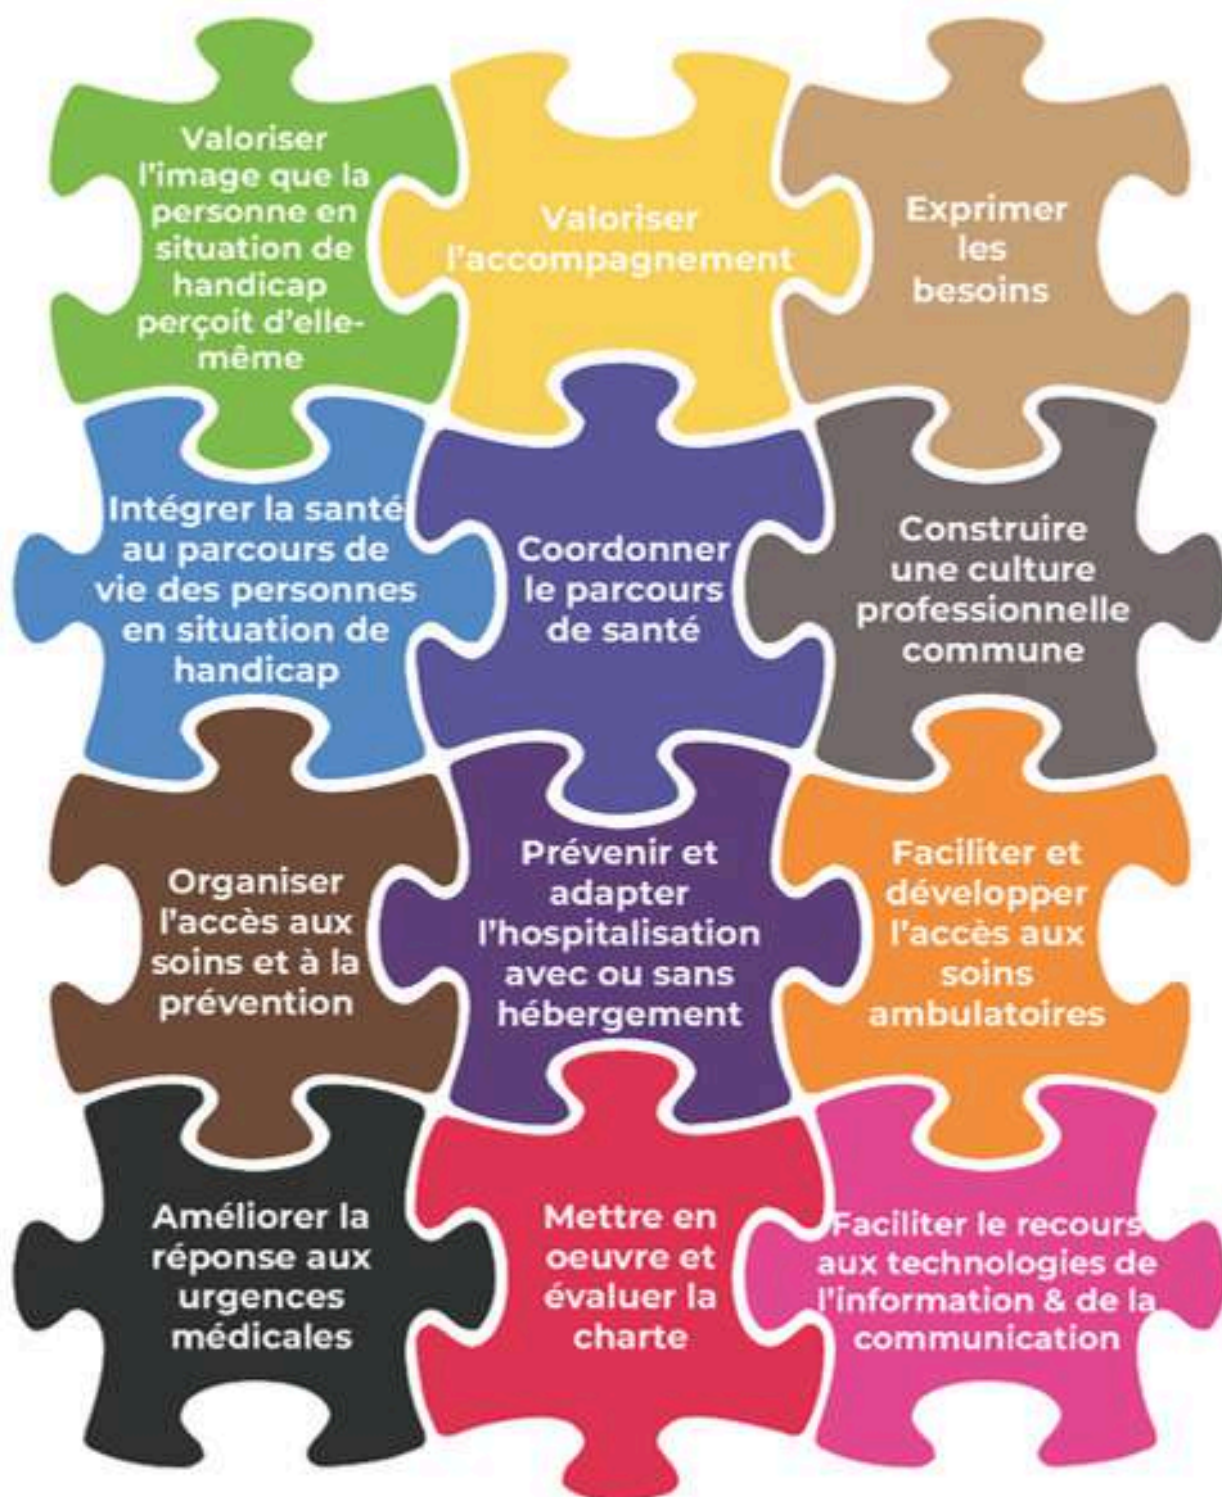 Valoriser
l'image que la
personne en
situation de
handicap
perçoit d'elle-
même
Valoriser
l'accompagnement
Exprimer
les
besoins
Intégrer la santé
au parcours de
vie des personnes
en situation de
handicap
Coordonner
le parcours
de santé
Construire
une culture
professionnelle
commune
Organiser
l'accès aux
soins et à la
prévention
Prévenir et
adapter
l'hospitalisation
avec ou sans
hébergement
Faciliter et
développer
l'accès aux
soins
ambulatoires
Améliorer la
réponse aux
urgences
médicales
Mettre en
oeuvre et
évaluer la
charte
Faciliter le recours
aux technologies de
l'information & de la
communication